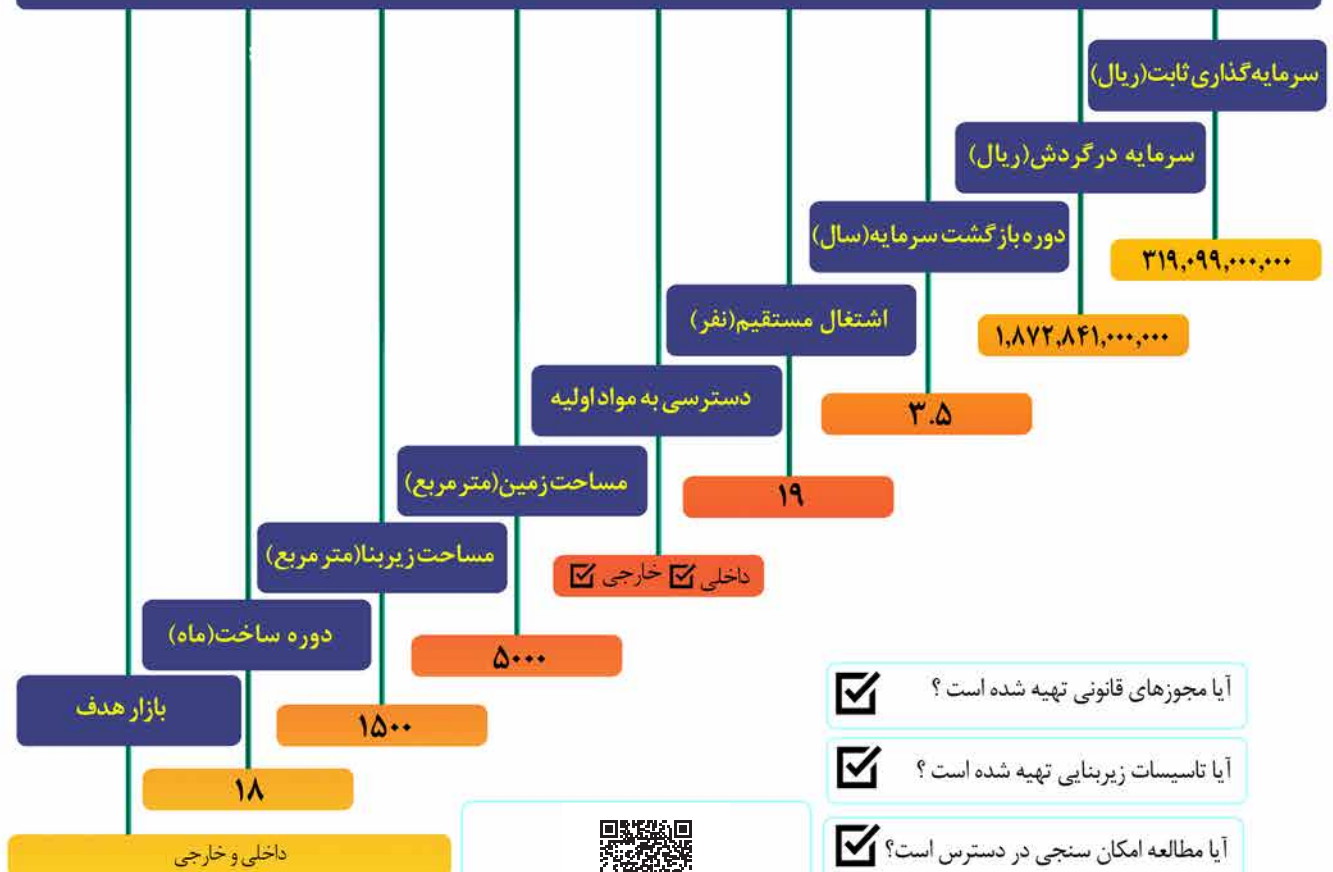 سرمایه‌گذاری ثابت(ریال)
۳۱۹,۰۹۹,۰۰۰,۰۰۰
سرمایه در گردش(ریال)
۱,۸۷۲,۸۴۱,۰۰۰,۰۰۰
دوره بازگشت سرمایه(سال)
۳.۵
اشتغال مستقیم(نفر)
۱۹
دسترسی به مواد اولیه
داخلی ☑ خارجی ☑
مساحت زمین(متر مربع)
۵۰۰۰
مساحت زیربنا(متر مربع)
۱۵۰۰
دوره ساخت(ماه)
۱۸
بازار هدف
داخلی و خارجی
آیا مجوزهای قانونی تهیه شده است ؟ ☑
آیا تاسیسات زیربنایی تهیه شده است ؟ ☑
آیا مطالعه امکان سنجی در دسترس است؟ ☑